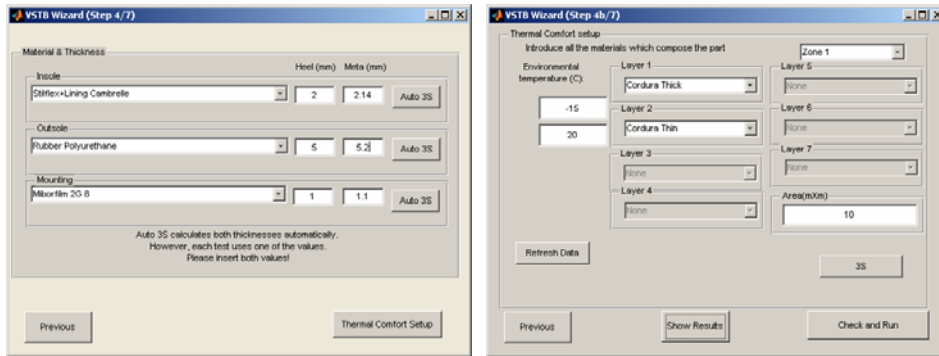 VSTB Wizard (Step 4/7)
Material & Thickness
Heel (mm) Meta (mm)
Insole
Stilflex+Lining Cambrelle 2 2.14 Auto 3S
Outsole
Rubber Polyurethane 5 5.2 Auto 3S
Mounting
Miborfilm 2G 8 1 1.1 Auto 3S
Auto 3S calculates both thicknesses automatically.
However, each test uses one of the values.
Please insert both values!
Previous Thermal Comfort Setup
VSTB Wizard (Step 4b/7)
Thermal Comfort setup
Introduce all the materials which compose the part
Zone 1
Environmental
temperature (C):
-15
20
Layer 1
Cordura Thick
Layer 2
Cordura Thin
Layer 3
None
Layer 4
None
Layer 5
None
Layer 6
None
Layer 7
None
Area(mXm)
10
Refresh Data
3S
Previous Show Results Check and Run